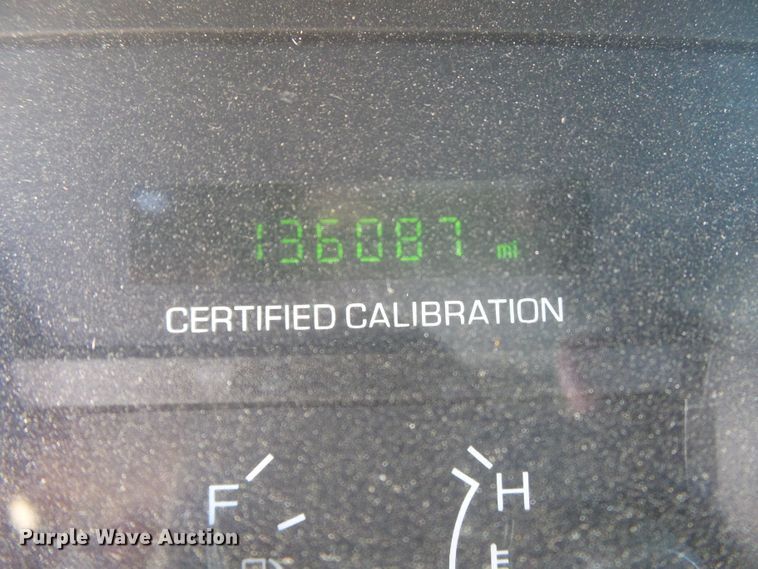 136087 mi
CERTIFIED CALIBRATION
F H
Purple Wave Auction